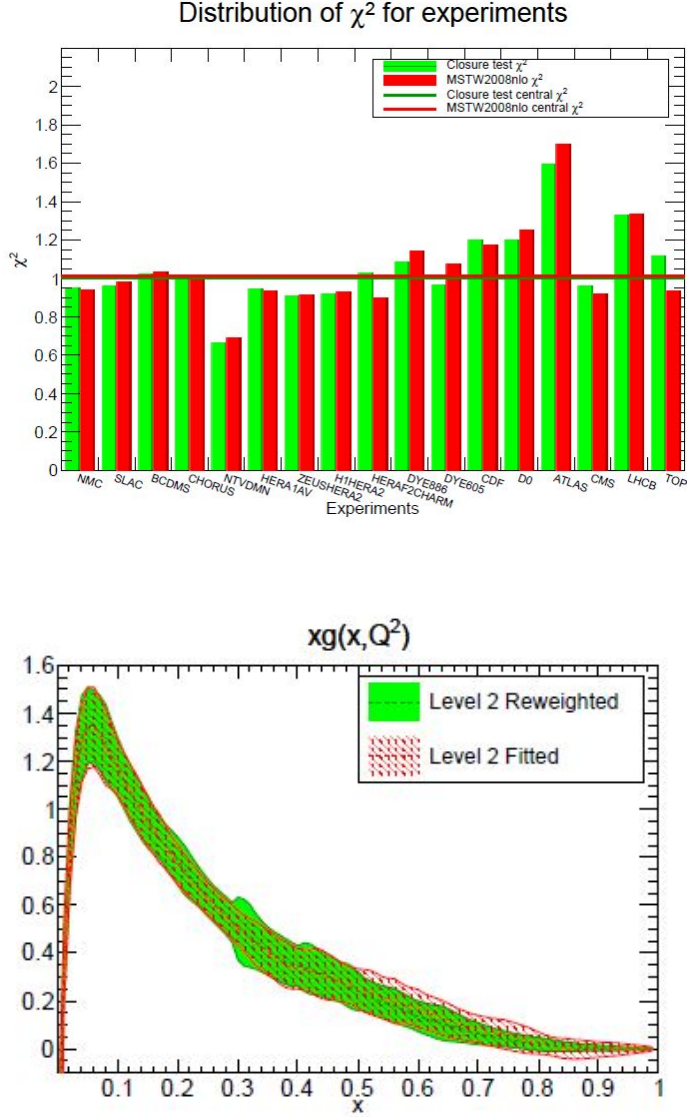 Distribution of χ² for experiments
Closure test χ²
MSTW2008nlo χ²
Closure test central χ²
MSTW2008nlo central χ²
χ²
2
1.8
1.6
1.4
1.2
1
0.8
0.6
0.4
0.2
0
NMC SLAC BCDMS CHORUS NTVDMN HERA1AV ZEUSHERA2 H1HERA2 HERAF2CHARM DYE886 DYE605 CDF D0 ATLAS CMS LHCB TOP
Experiments
xg(x,Q²)
Level 2 Reweighted
Level 2 Fitted
1.6
1.4
1.2
1
0.8
0.6
0.4
0.2
0
0.1 0.2 0.3 0.4 0.5 0.6 0.7 0.8 0.9 1
x